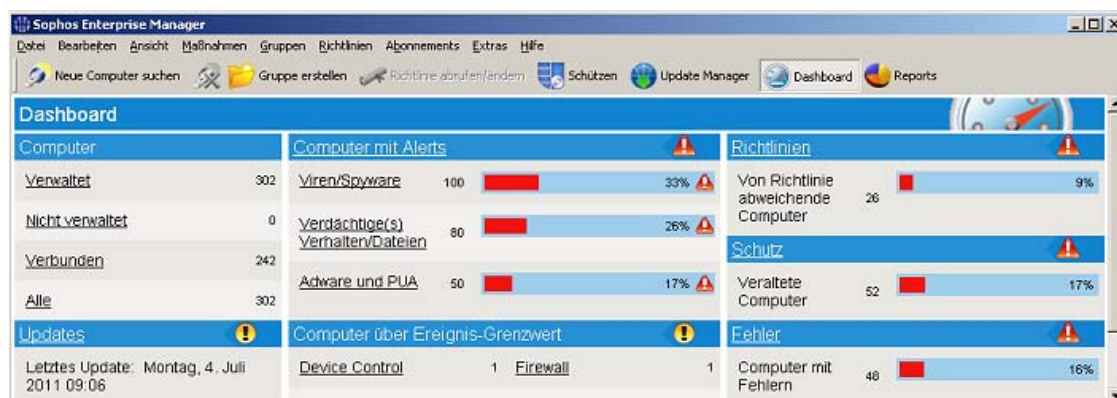 Sophos Enterprise Manager
Datei Bearbeiten Ansicht Maßnahmen Gruppen Richtlinien Abonnements Extras Hilfe
Neue Computer suchen Gruppe erstellen Richtlinie abrufen/ändern Schützen Update Manager Dashboard Reports
Dashboard
Computer
Verwaltet 302
Nicht verwaltet 0
Verbunden 242
Alle 302
Updates
Letztes Update: Montag, 4. Juli
2011 09:06
Computer mit Alerts
Viren/Spyware 100 33%
Verdächtige(s)
Verhalten/Dateien 80 26%
Adware und PUA 50 17%
Computer über Ereignis-Grenzwert
Device Control 1 Firewall 1
Richtlinien
Von Richtlinie
abweichende 26 9%
Computer
Schutz
Veraltete
Computer 52 17%
Fehler
Computer mit
Fehlern 48 16%